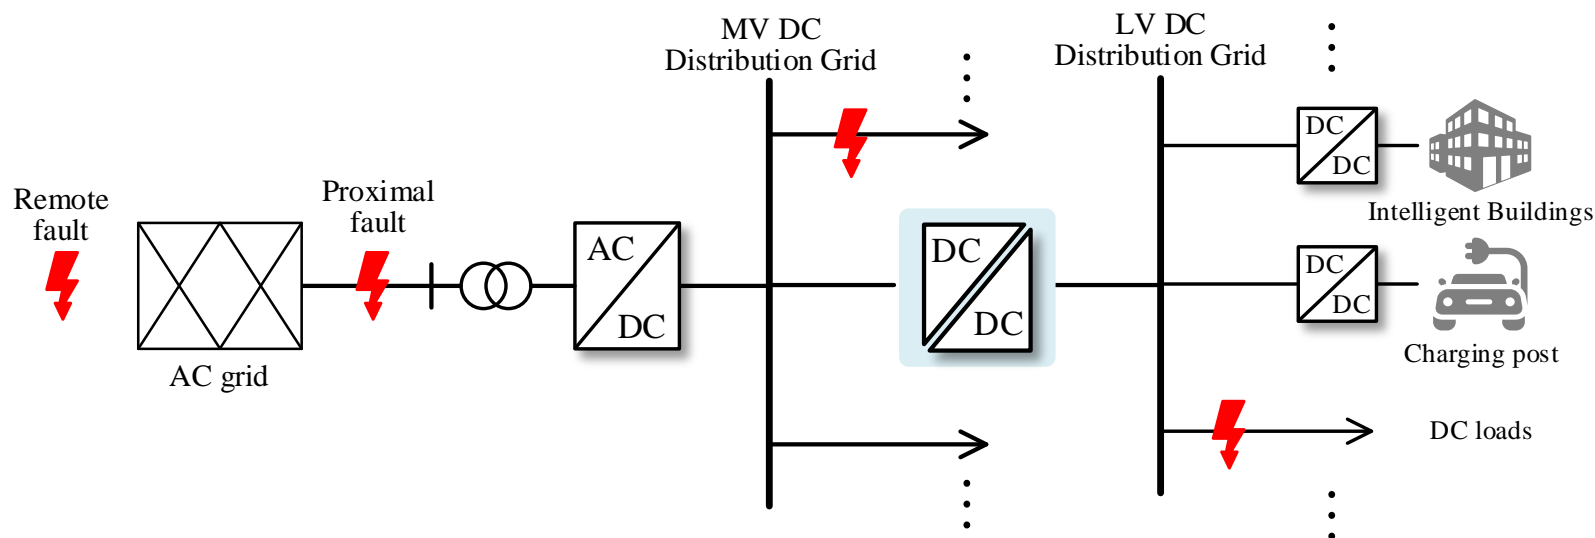 MV DC
Distribution Grid
LV DC
Distribution Grid
Remote
fault
Proximal
fault
AC grid
AC
DC
DC
DC
DC
DC
Intelligent Buildings
DC
DC
Charging post
DC loads